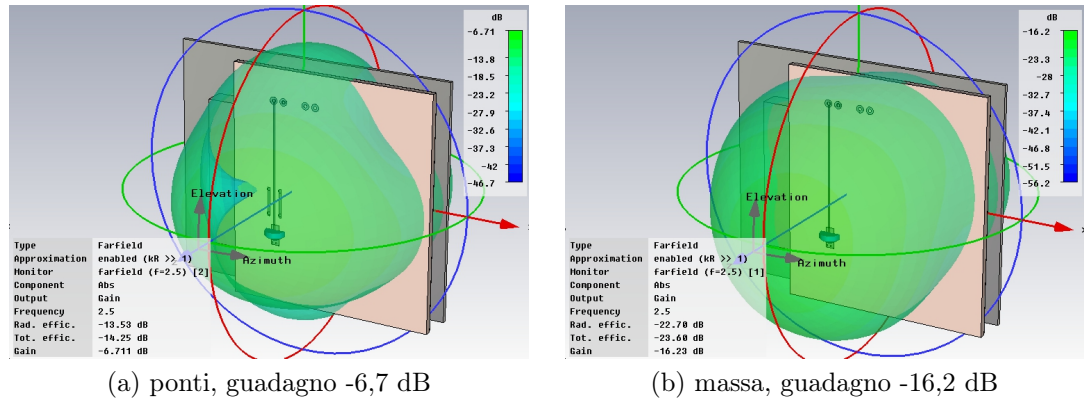 dB
-6.71
-13.8
-18.5
-23.2
-27.9
-32.6
-37.3
-42
-46.7
Elevation
Azimuth
Type Farfield
Approximation enabled (kR >> 1)
Monitor farfield (f=2.5) [2]
Component Abs
Output Gain
Frequency 2.5
Rad. effic. -13.53 dB
Tot. effic. -14.25 dB
Gain -6.711 dB
(a) ponti, guadagno -6,7 dB
dB
-16.2
-23.3
-28
-32.7
-37.4
-42.1
-46.8
-51.5
-56.2
Elevation
Azimuth
Type Farfield
Approximation enabled (kR >> 1)
Monitor farfield (f=2.5) [1]
Component Abs
Output Gain
Frequency 2.5
Rad. effic. -22.70 dB
Tot. effic. -23.60 dB
Gain -16.23 dB
(b) massa, guadagno -16,2 dB